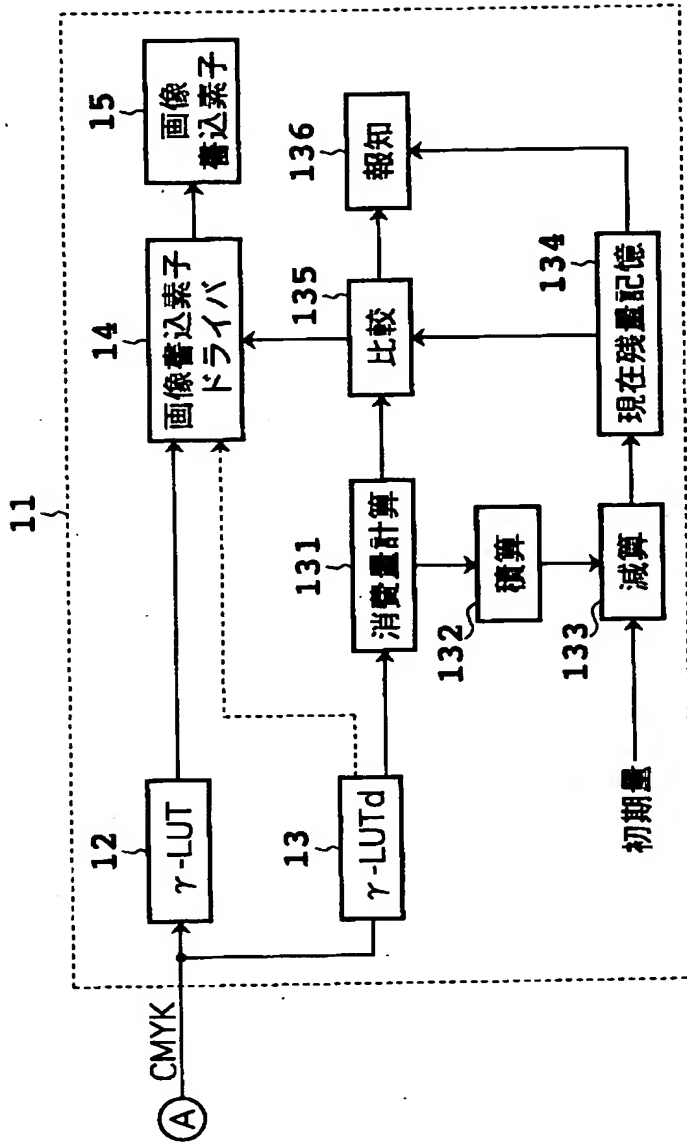 11
A
CMYK
12
γ-LUT
14
画像書込素子
ドライバ
15
画像
書込素子
13
γ-LUTd
131
消費量計算
135
比較
136
報知
132
積算
初期量
133
減算
134
現在残量記憶